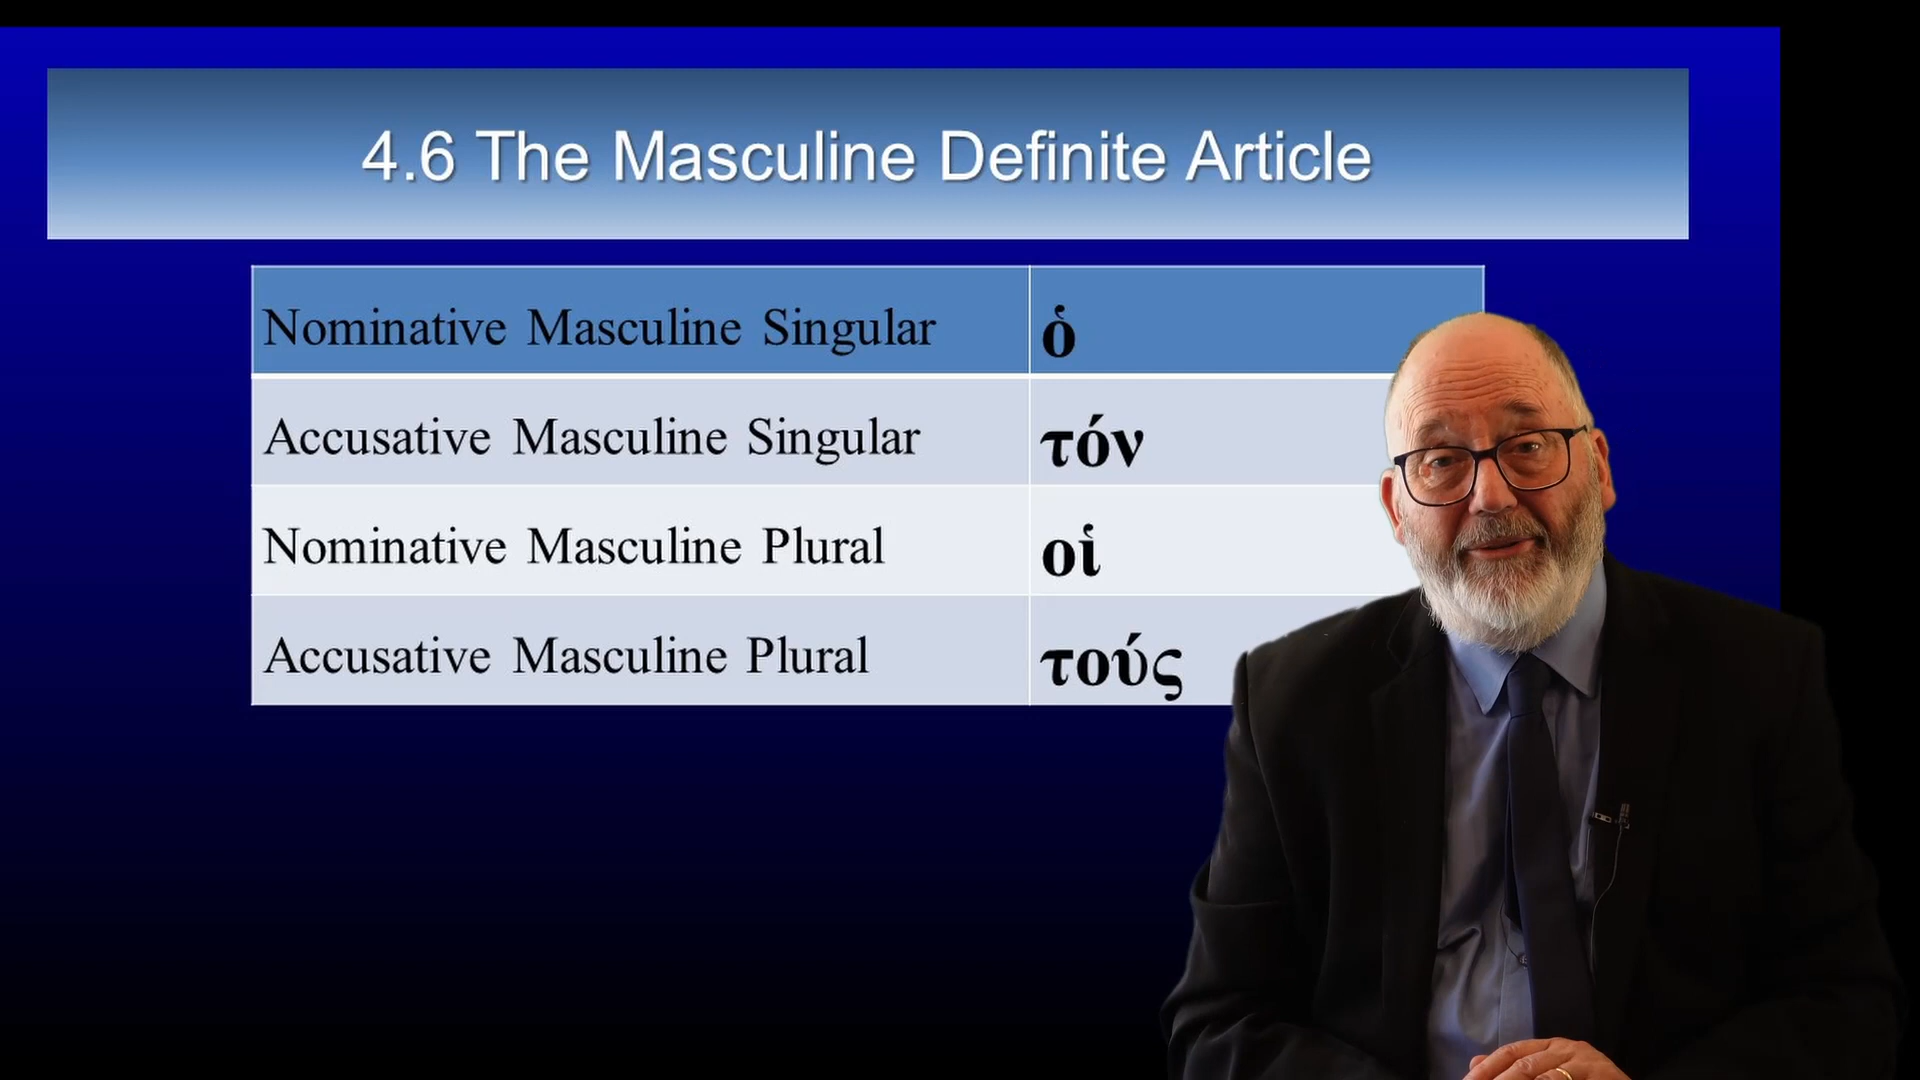 4.6 The Masculine Definite Article
Nominative Masculine Singular ὁ
Accusative Masculine Singular τόν
Nominative Masculine Plural οἱ
Accusative Masculine Plural τούς